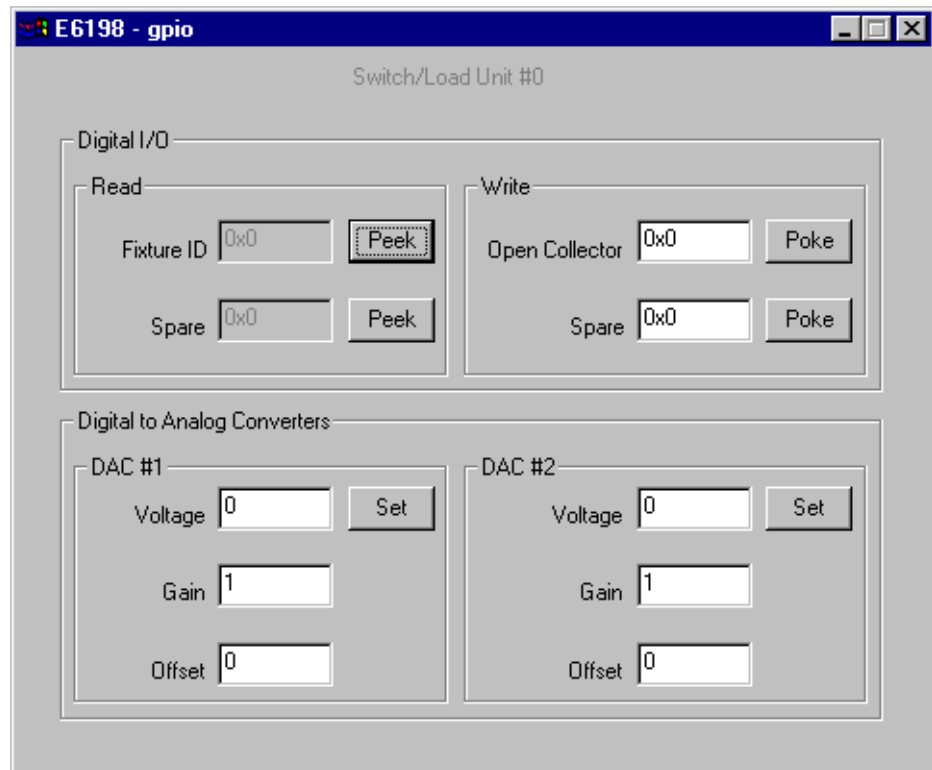 E6198 - gpio
Switch/Load Unit #0
Digital I/O
Read
Fixture ID 0x0 Peek
Spare 0x0 Peek
Write
Open Collector 0x0 Poke
Spare 0x0 Poke
Digital to Analog Converters
DAC #1
Voltage 0 Set
Gain 1
Offset 0
DAC #2
Voltage 0 Set
Gain 1
Offset 0